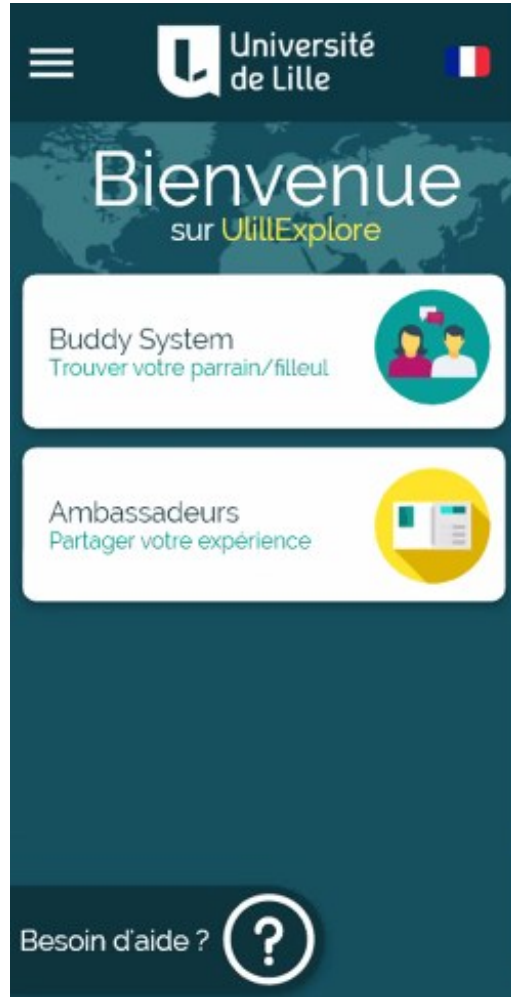 Université
de Lille
Bienvenue
sur UlillExplore
Buddy System
Trouver votre parrain/filleul
Ambassadeurs
Partager votre expérience
Besoin d'aide ?
?